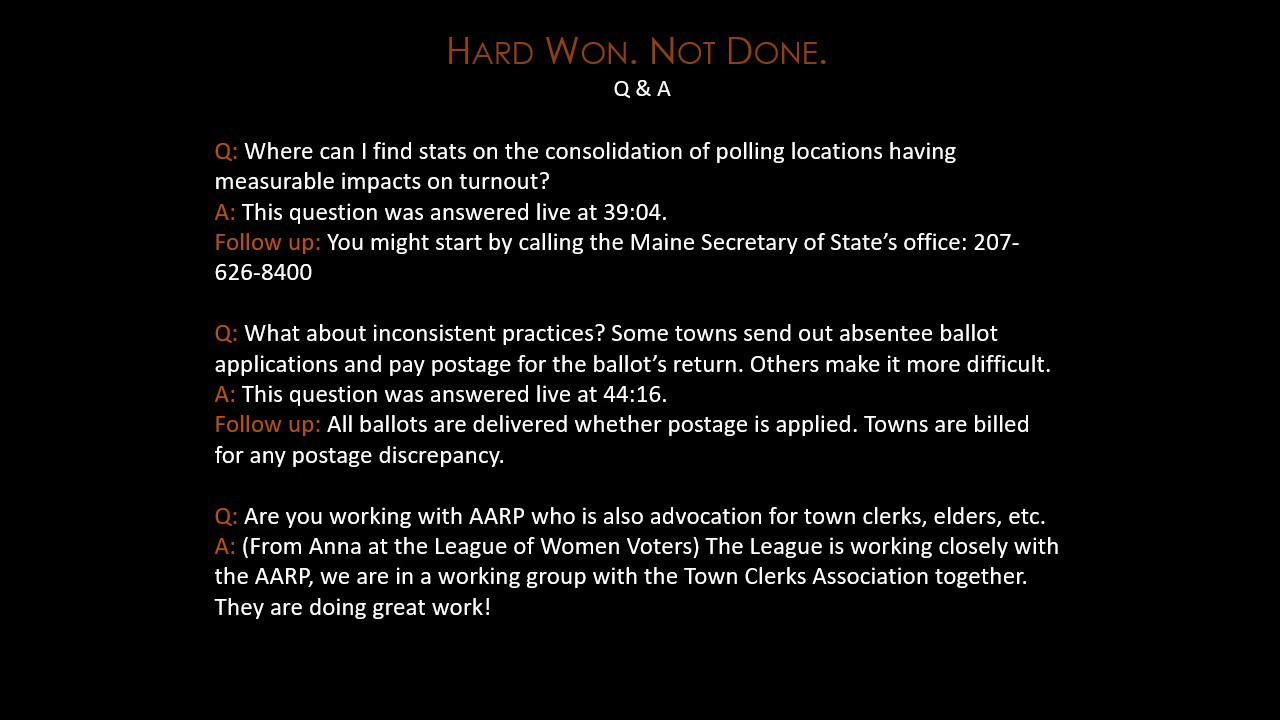 HARD WON. NOT DONE.
Q & A
Q: Where can I find stats on the consolidation of polling locations having
measurable impacts on turnout?
A: This question was answered live at 39:04.
Follow up: You might start by calling the Maine Secretary of State’s office: 207-
626-8400
Q: What about inconsistent practices? Some towns send out absentee ballot
applications and pay postage for the ballot’s return. Others make it more difficult.
A: This question was answered live at 44:16.
Follow up: All ballots are delivered whether postage is applied. Towns are billed
for any postage discrepancy.
Q: Are you working with AARP who is also advocation for town clerks, elders, etc.
A: (From Anna at the League of Women Voters) The League is working closely with
the AARP, we are in a working group with the Town Clerks Association together.
They are doing great work!